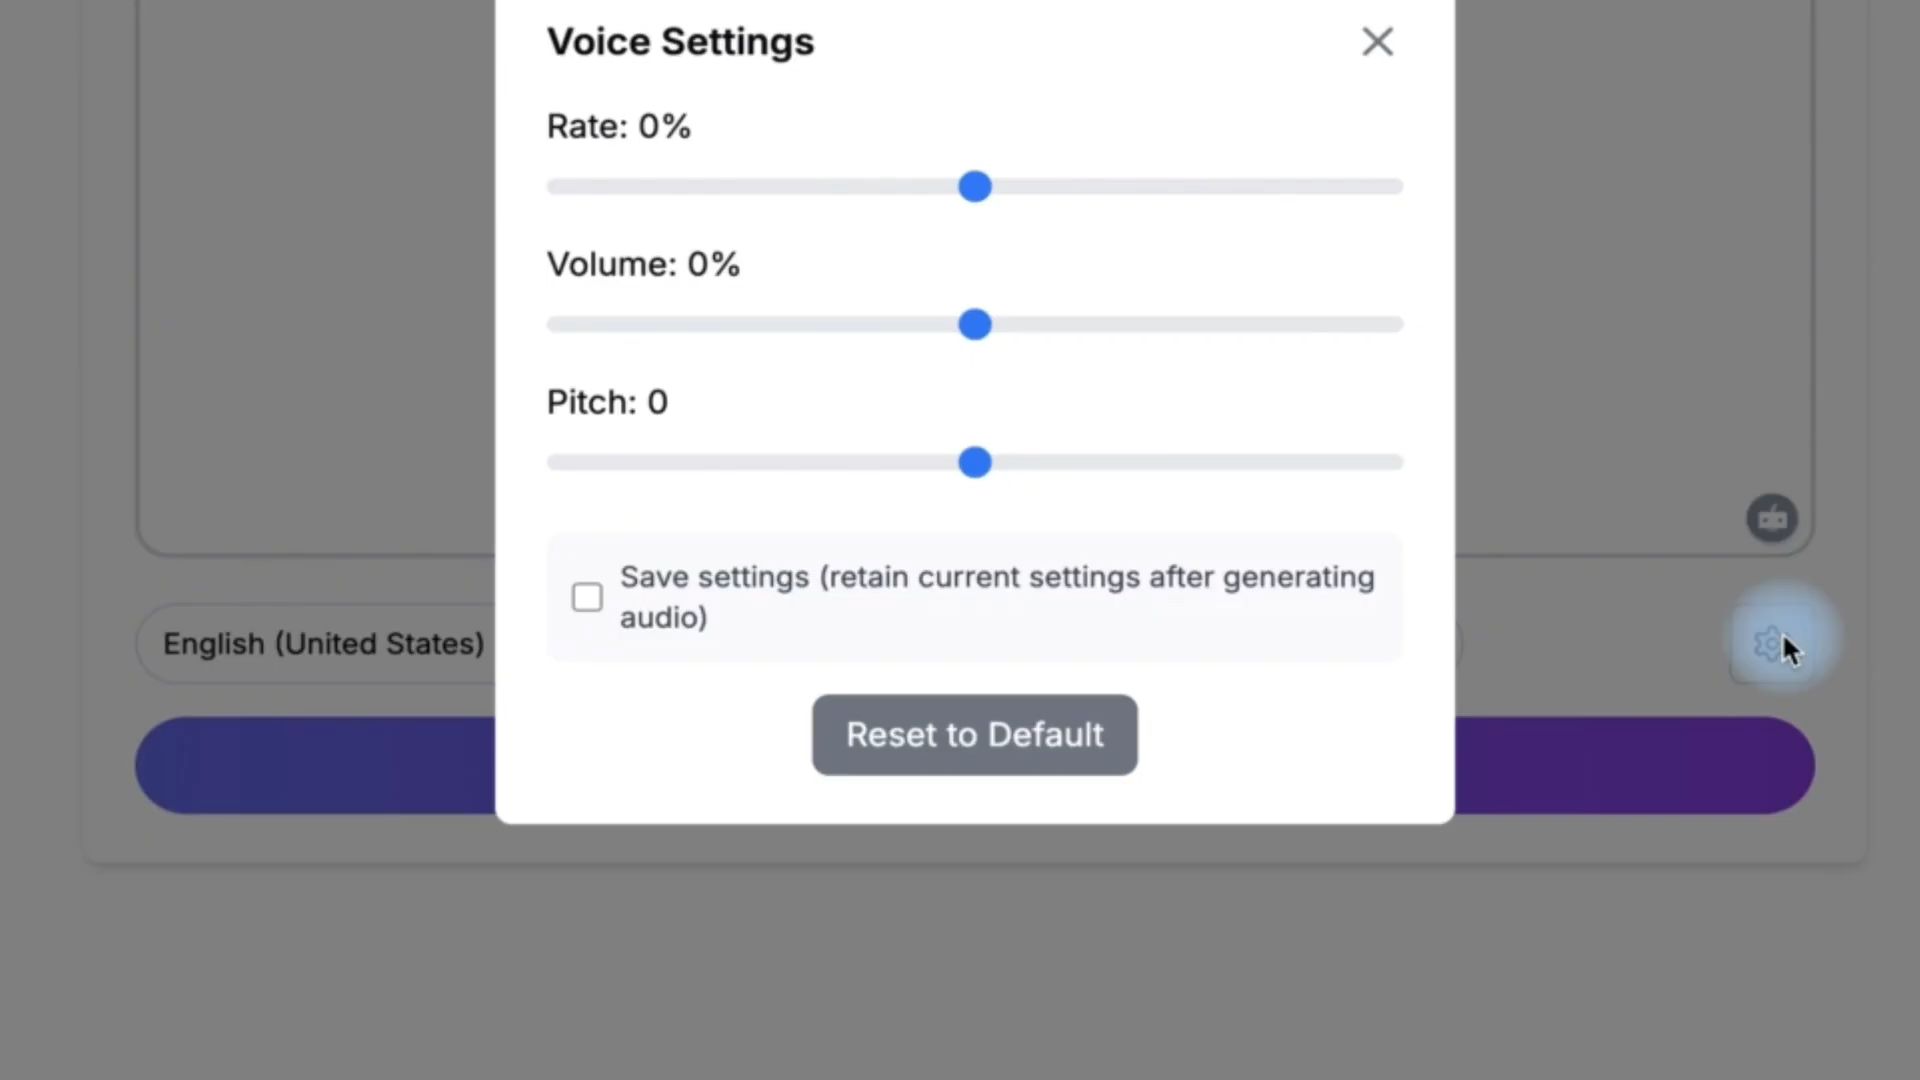 Voice Settings
Rate: 0%
Volume: 0%
Pitch: 0
Save settings (retain current settings after generating
audio)
English (United States)
Reset to Default